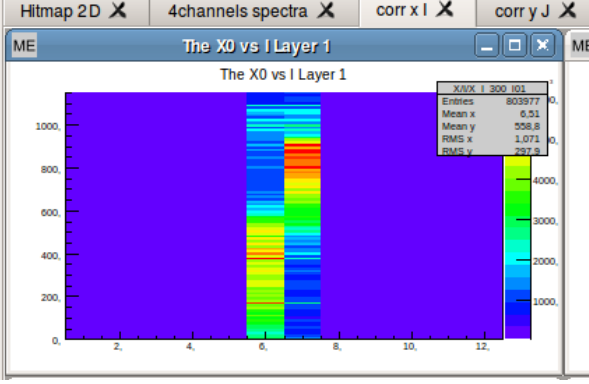 Hitmap 2D 4channels spectra corr x I corr y J
ME The X0 vs I Layer 1 ME
The X0 vs I Layer 1
Entries 803977
Mean x 6,51
Mean y 558,8
RMS x 1,071
RMS y 297,9
1000,
800,
600,
400,
200,
0,
2, 4, 6, 8, 10, 12,
4000,
3000,
2000,
1000,